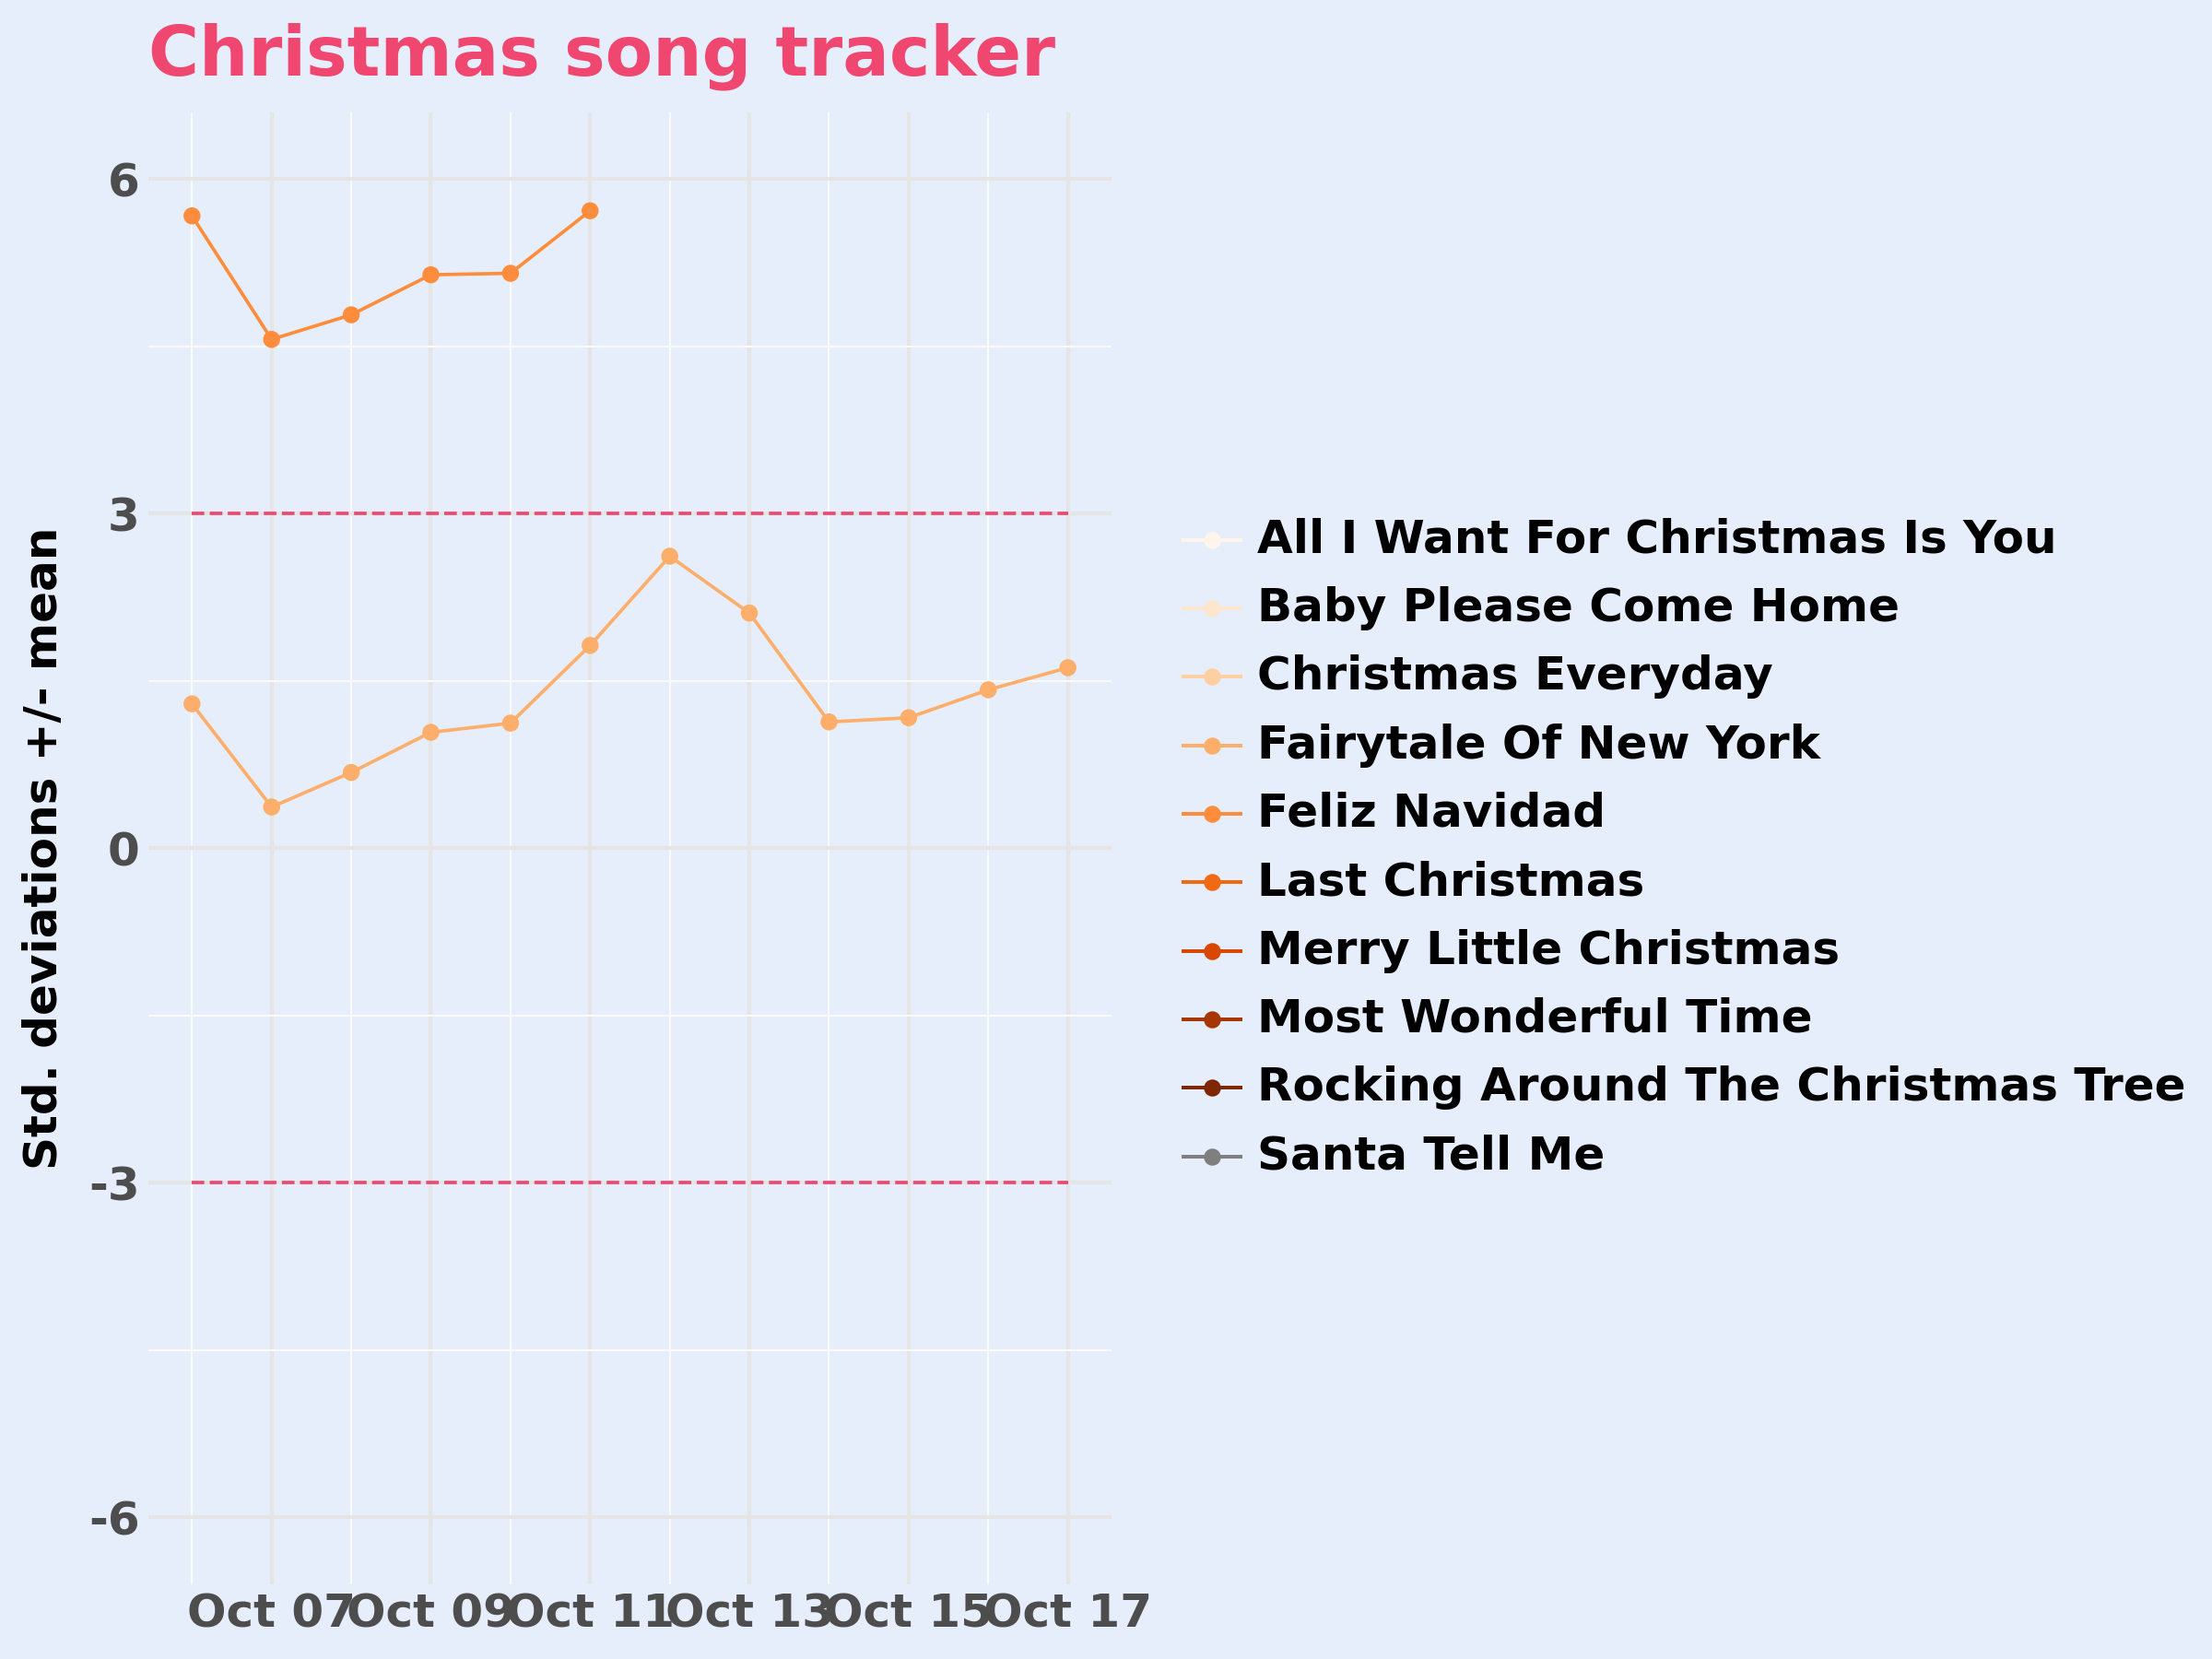 Christmas song tracker
Std. deviations +/- mean
6
3
0
-3
-6
Oct 07 Oct 09 Oct 11 Oct 13 Oct 15 Oct 17
All I Want For Christmas Is You
Baby Please Come Home
Christmas Everyday
Fairytale Of New York
Feliz Navidad
Last Christmas
Merry Little Christmas
Most Wonderful Time
Rocking Around The Christmas Tree
Santa Tell Me